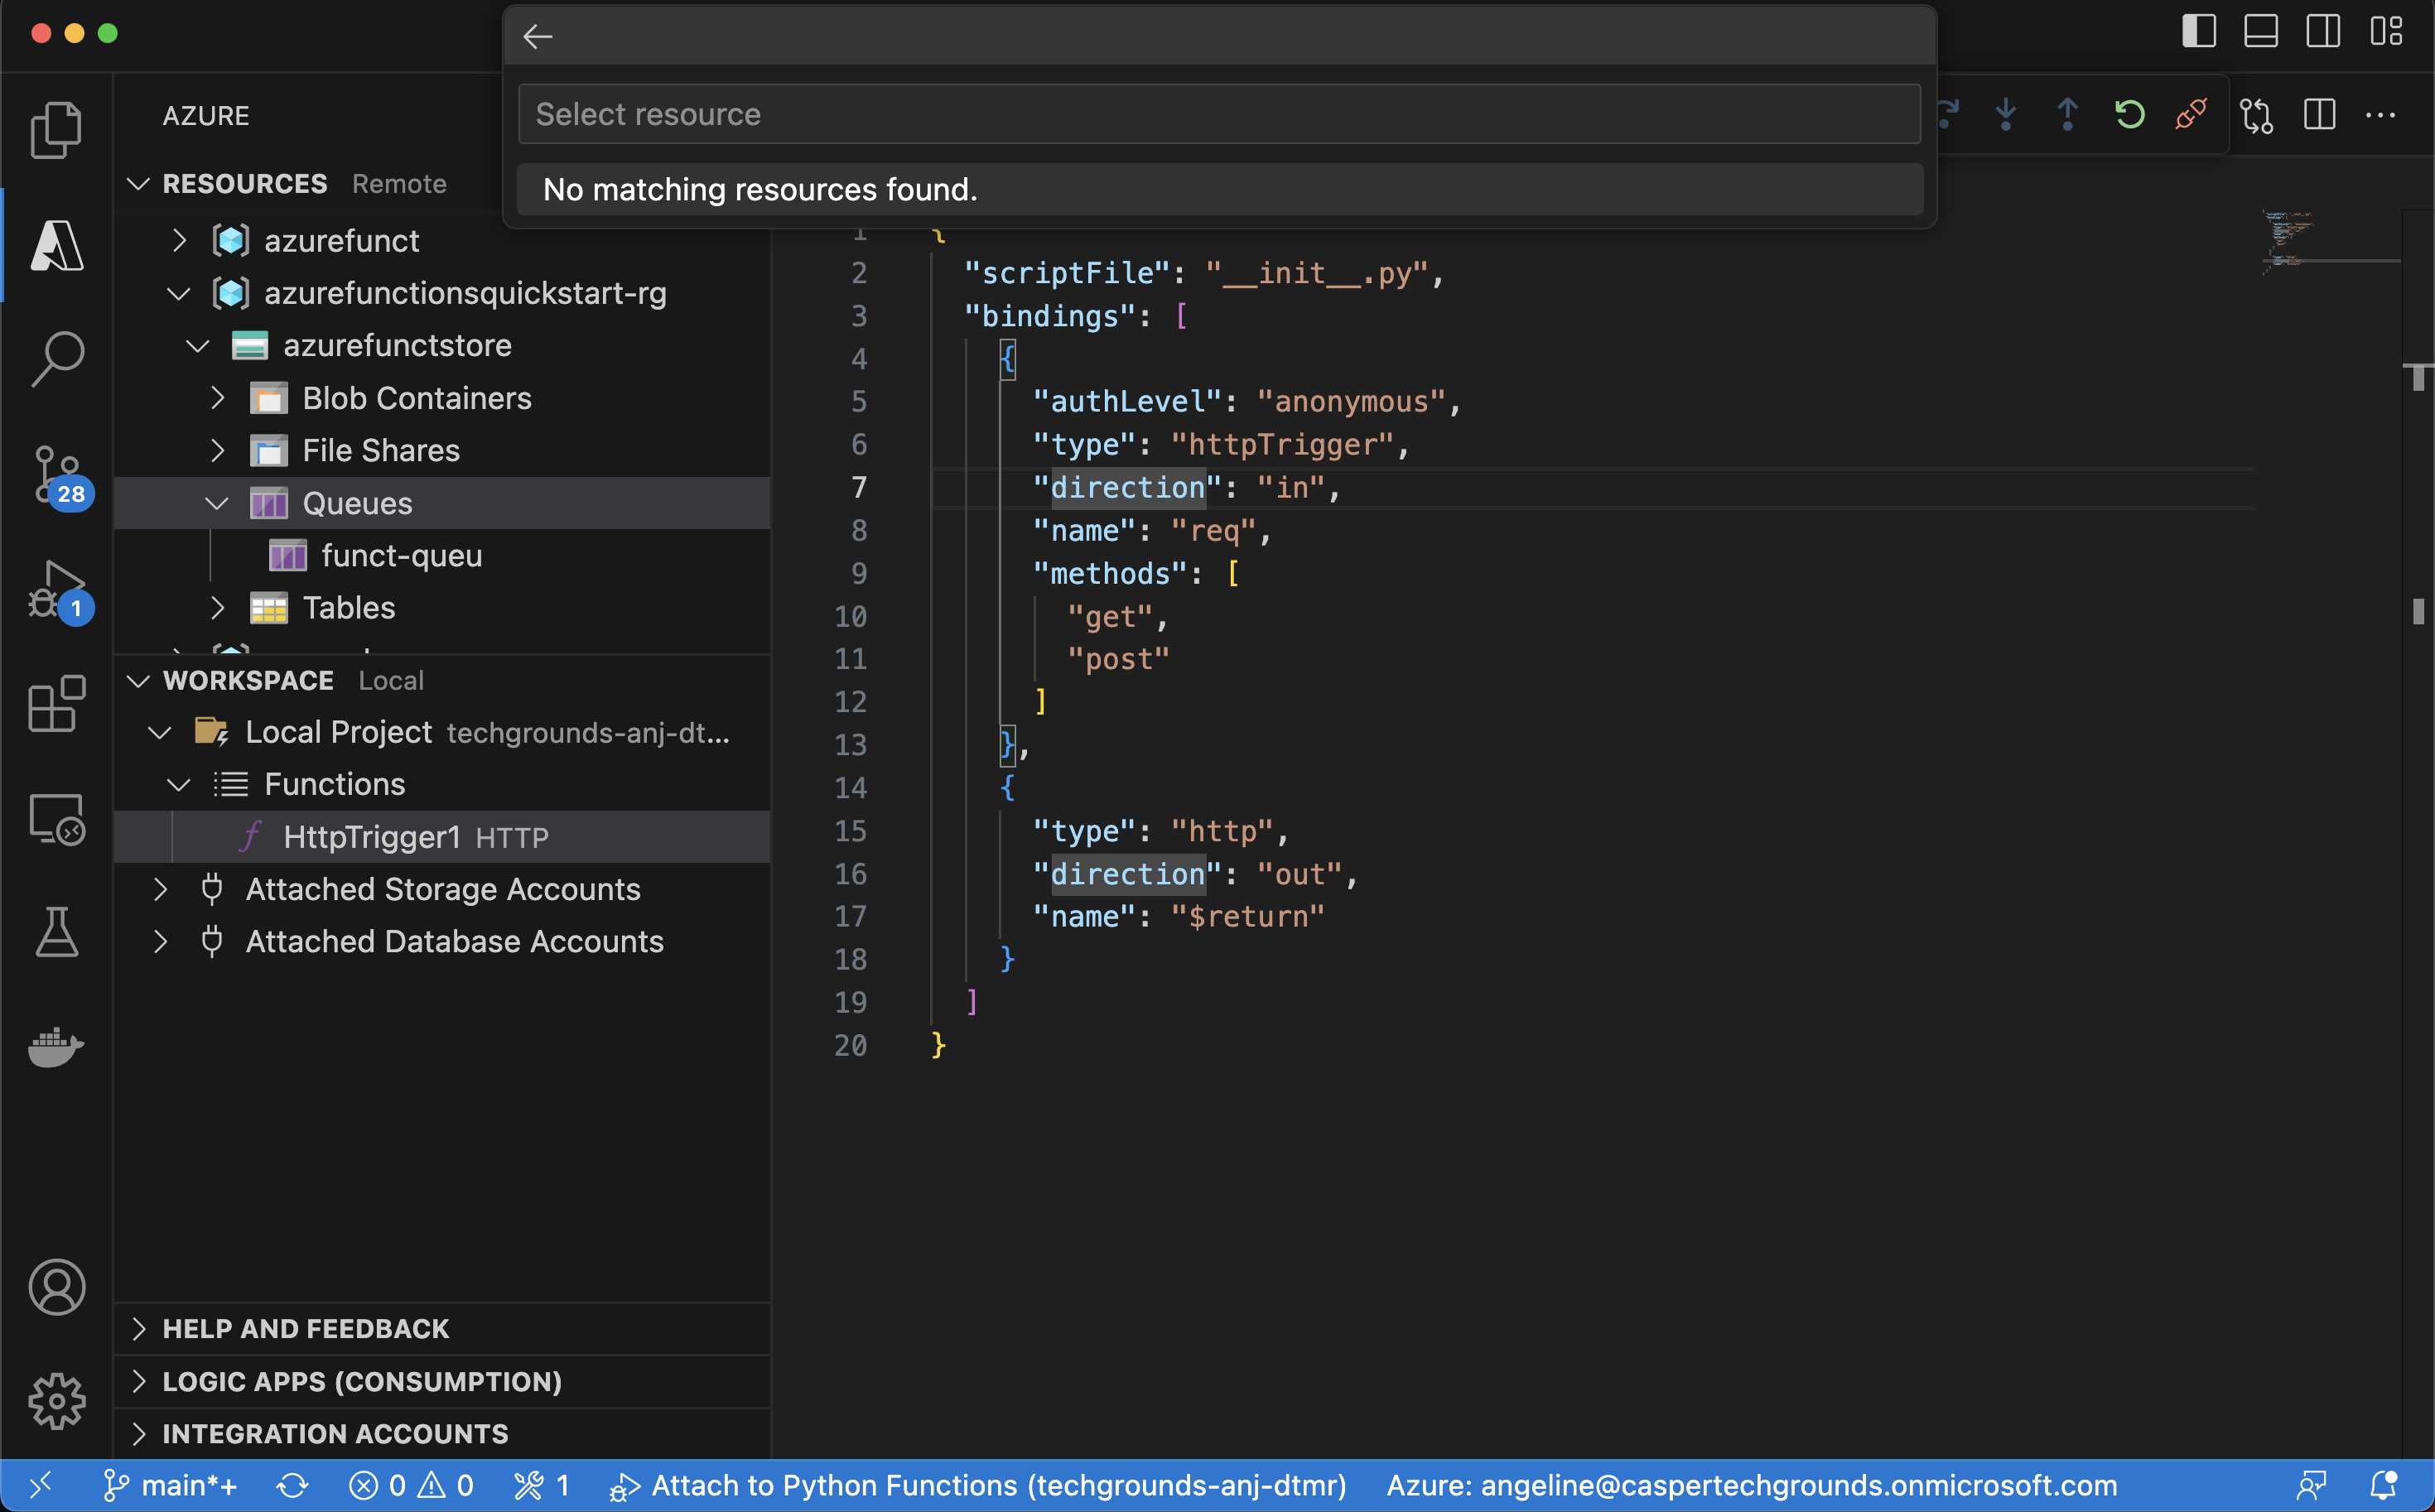 Select resource
No matching resources found.
AZURE
RESOURCES Remote
azurefunct
azurefunctionsquickstart-rg
azurefunctstore
Blob Containers
File Shares
Queues
funct-queu
Tables
28
1
WORKSPACE Local
Local Project techgrounds-anj-dt...
Functions
HttpTrigger1 HTTP
Attached Storage Accounts
Attached Database Accounts
HELP AND FEEDBACK
LOGIC APPS (CONSUMPTION)
INTEGRATION ACCOUNTS
1 {
2 "scriptFile": "__init__.py",
3 "bindings": [
4 {
5 "authLevel": "anonymous",
6 "type": "httpTrigger",
7 "direction": "in",
8 "name": "req",
9 "methods": [
10 "get",
11 "post"
12 ]
13 },
14 {
15 "type": "http",
16 "direction": "out",
17 "name": "$return"
18 }
19 ]
20 }
main*+ 0 0 1 Attach to Python Functions (techgrounds-anj-dtmr) Azure: angeline@caspertechgrounds.onmicrosoft.com